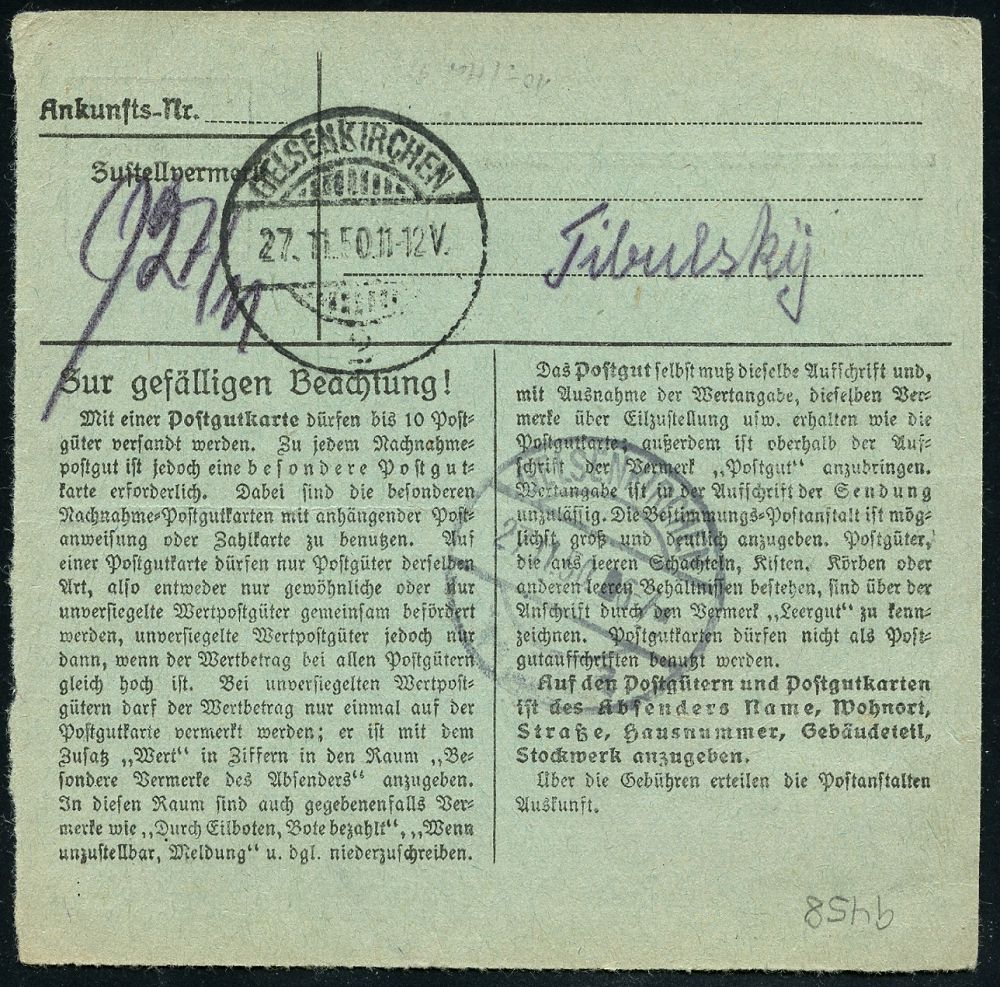 Ankunfts-Nr.
Zustellvermerk
GELSENKIRCHEN
27.11.50.11-12V.
2
Tibulsky
Zur gefälligen Beachtung!
Mit einer Postgutkarte dürfen bis 10 Post-
güter versandt werden. Zu jedem Nachnahme-
postgut ist jedoch eine besondere Postgut-
karte erforderlich. Dabei sind die besonderen
Nachnahme-Postgutkarten mit anhängender Post-
anweisung oder Zahlkarte zu benutzen. Auf
einer Postgutkarte dürfen nur Postgüter derselben
Art, also entweder nur gewöhnliche oder nur
unversiegelte Wertpostgüter gemeinsam befördert
werden, unversiegelte Wertpostgüter jedoch nur
dann, wenn der Wertbetrag bei allen Postgütern
gleich hoch ist. Bei unversiegelten Wertpost-
gütern darf der Wertbetrag nur einmal auf der
Postgutkarte vermerkt werden; er ist mit dem
Zusatz „Wert“ in Ziffern in den Raum „Be-
sondere Vermerke des Absenders“ anzugeben.
In diesen Raum sind auch gegebenenfalls Ver-
merke wie „Durch Eilboten, Bote bezahlt“, „Wenn
unzustellbar, Meldung“ u. dgl. niederzuschreiben.
Das Postgut selbst muß dieselbe Aufschrift und,
mit Ausnahme der Wertangabe, dieselben Ver-
merke über Eilzustellung usw. erhalten wie die
Postgutkarte; außerdem ist oberhalb der Auf-
schrift der Vermerk „Postgut“ anzubringen.
Wertangabe ist in der Aufschrift der Sendung
unzulässig. Die Bestimmungs-Postanstalt ist mög-
lichst groß und deutlich anzugeben. Postgüter,
die aus leeren Schachteln, Kisten, Körben oder
anderen leeren Behältnissen bestehen, sind über der
Anschrift durch den Vermerk „Leergut“ zu kenn-
zeichnen. Postgutkarten dürfen nicht als Post-
gutaufschriften benutzt werden.
Auf den Postgütern und Postgutkarten
ist des Absenders Name, Wohnort,
Straße, Hausnummer, Gebäudeteil,
Stockwerk anzugeben.
Über die Gebühren erteilen die Postanstalten
Auskunft.
GELSENKIRCHEN
9458